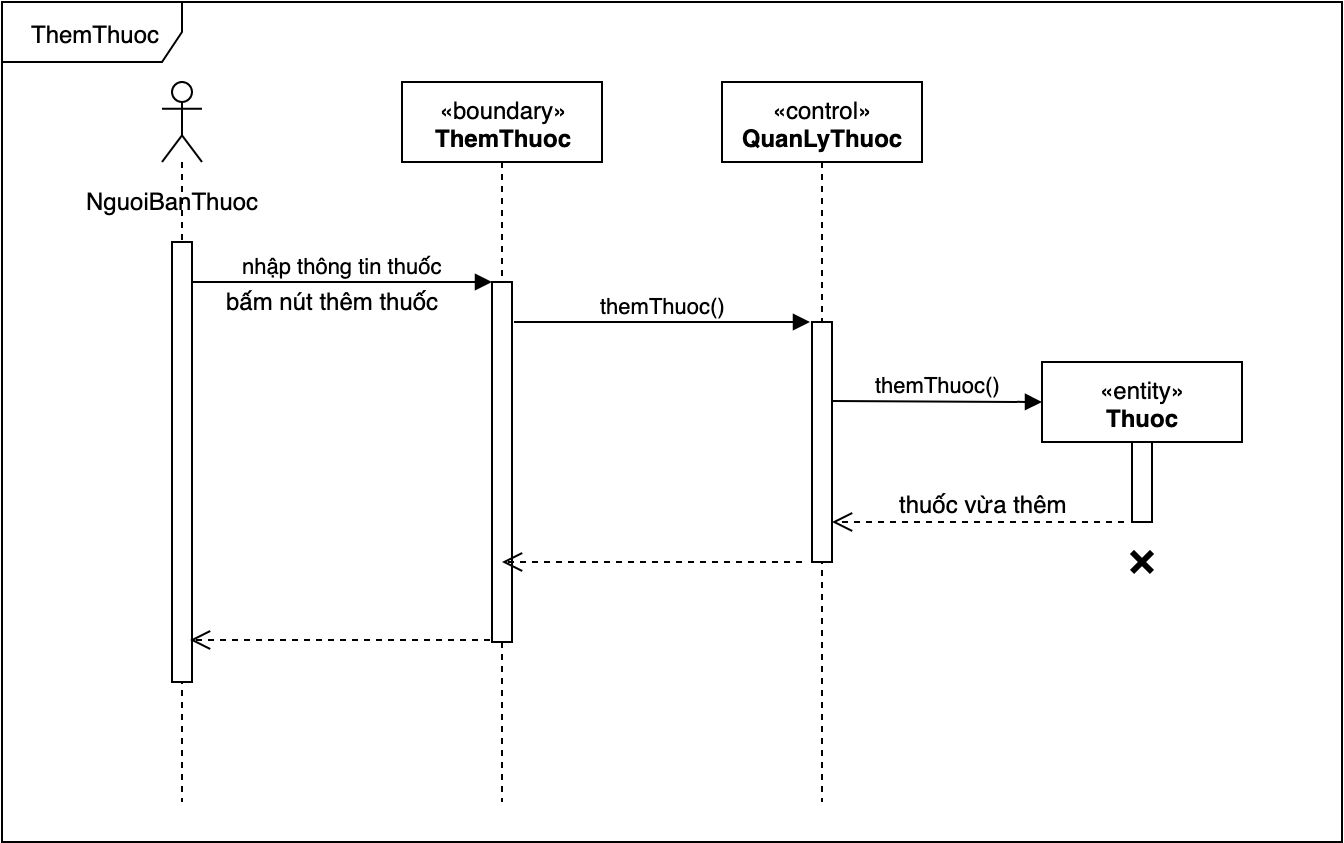 ThemThuoc
«boundary»
ThemThuoc
«control»
QuanLyThuoc
NguoiBanThuoc
nhập thông tin thuốc
bấm nút thêm thuốc
themThuoc()
themThuoc()
«entity»
Thuoc
thuốc vừa thêm